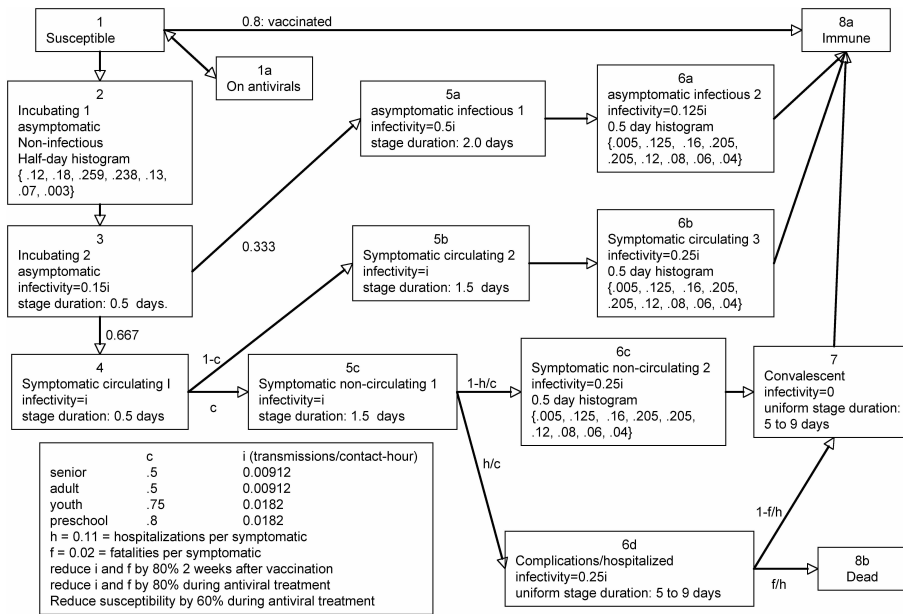 1
Susceptible
0.8: vaccinated
8a
Immune
1a
On antivirals
2
Incubating 1
asymptomatic
Non-infectious
Half-day histogram
{ .12, .18, .259, .238, .13,
.07, .003}
5a
asymptomatic infectious 1
infectivity=0.5i
stage duration: 2.0 days
6a
asymptomatic infectious 2
infectivity=0.125i
0.5 day histogram
{.005, .125, .16, .205,
.205, .12, .08, .06, .04}
3
Incubating 2
asymptomatic
infectivity=0.15i
stage duration: 0.5 days.
0.333
5b
Symptomatic circulating 2
infectivity=i
stage duration: 1.5 days
6b
Symptomatic circulating 3
infectivity=0.25i
0.5 day histogram
{.005, .125, .16, .205,
.205, .12, .08, .06, .04}
0.667
4
Symptomatic circulating I
infectivity=i
stage duration: 0.5 days
1-c
c
5c
Symptomatic non-circulating 1
infectivity=i
stage duration: 1.5 days
1-h/c
h/c
6c
Symptomatic non-circulating 2
infectivity=0.25i
0.5 day histogram
{.005, .125, .16, .205, .205,
.12, .08, .06, .04}
7
Convalescent
infectivity=0
uniform stage duration:
5 to 9 days
c i (transmissions/contact-hour)
senior .5 0.00912
adult .5 0.00912
youth .75 0.0182
preschool .8 0.0182
h = 0.11 = hospitalizations per symptomatic
f = 0.02 = fatalities per symptomatic
reduce i and f by 80% 2 weeks after vaccination
reduce i and f by 80% during antiviral treatment
Reduce susceptibility by 60% during antiviral treatment
6d
Complications/hospitalized
infectivity=0.25i
uniform stage duration: 5 to 9 days
1-f/h
f/h
8b
Dead